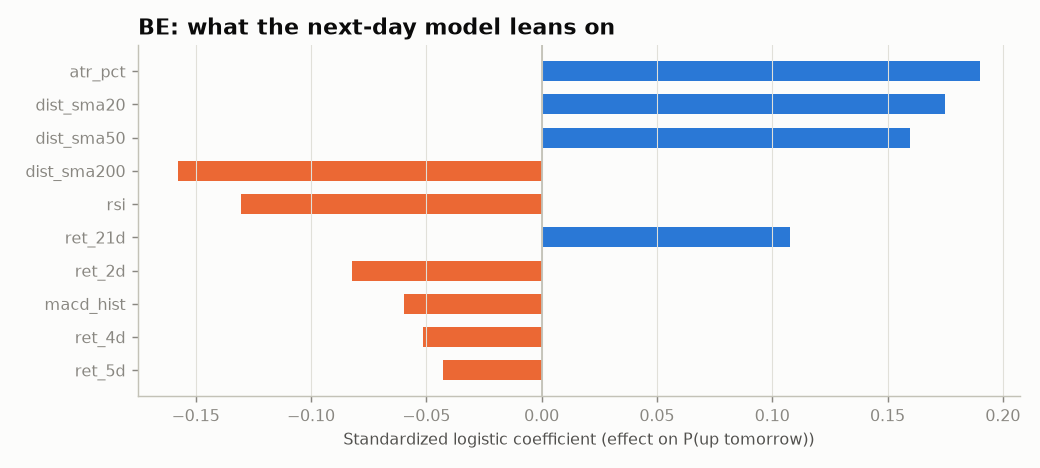 BE: what the next-day model leans on
atr_pct
dist_sma20
dist_sma50
dist_sma200
rsi
ret_21d
ret_2d
macd_hist
ret_4d
ret_5d
−0.15 −0.10 −0.05 0.00 0.05 0.10 0.15 0.20
Standardized logistic coefficient (effect on P(up tomorrow))